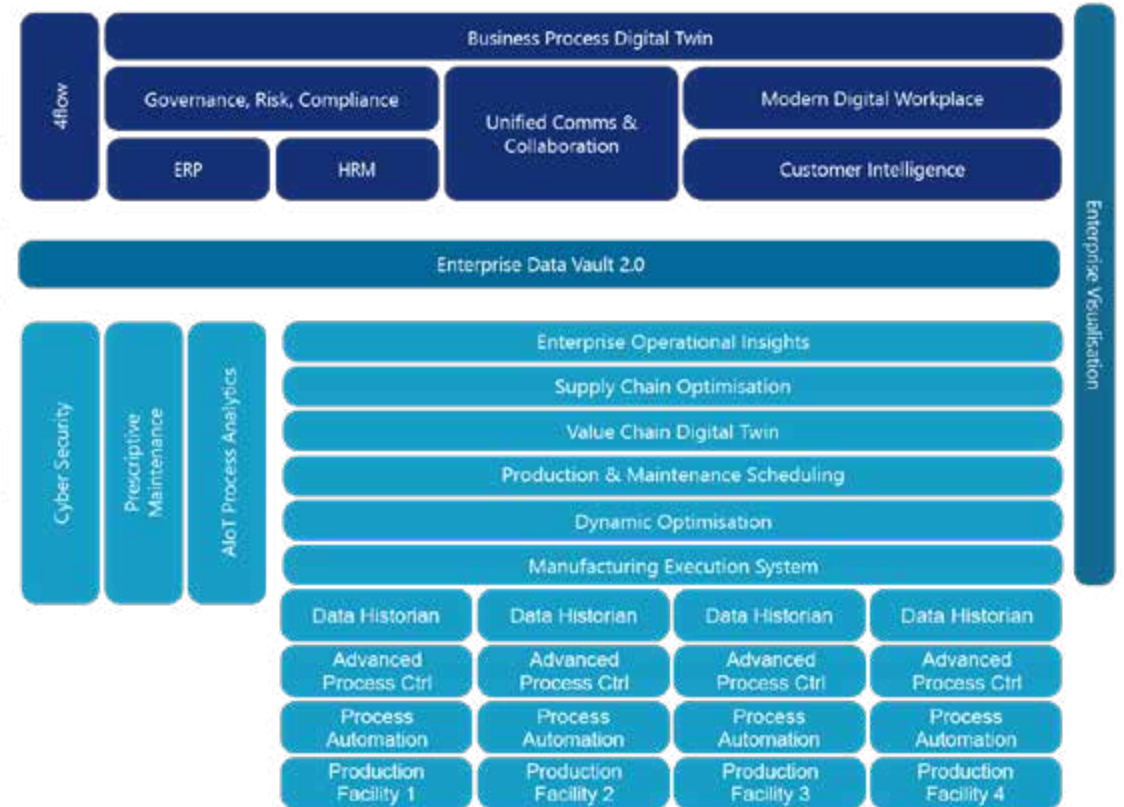 4flow
Business Process Digital Twin
Governance, Risk, Compliance
ERP
HRM
Unified Comms &
Collaboration
Modern Digital Workplace
Customer Intelligence
Enterprise Visualisation
Enterprise Data Vault 2.0
Cyber Security
Prescriptive
Maintenance
AIoT Process Analytics
Enterprise Operational Insights
Supply Chain Optimisation
Value Chain Digital Twin
Production & Maintenance Scheduling
Dynamic Optimisation
Manufacturing Execution System
Data Historian
Data Historian
Data Historian
Data Historian
Advanced
Process Ctrl
Advanced
Process Ctrl
Advanced
Process Ctrl
Advanced
Process Ctrl
Process
Automation
Process
Automation
Process
Automation
Process
Automation
Production
Facility 1
Production
Facility 2
Production
Facility 3
Production
Facility 4